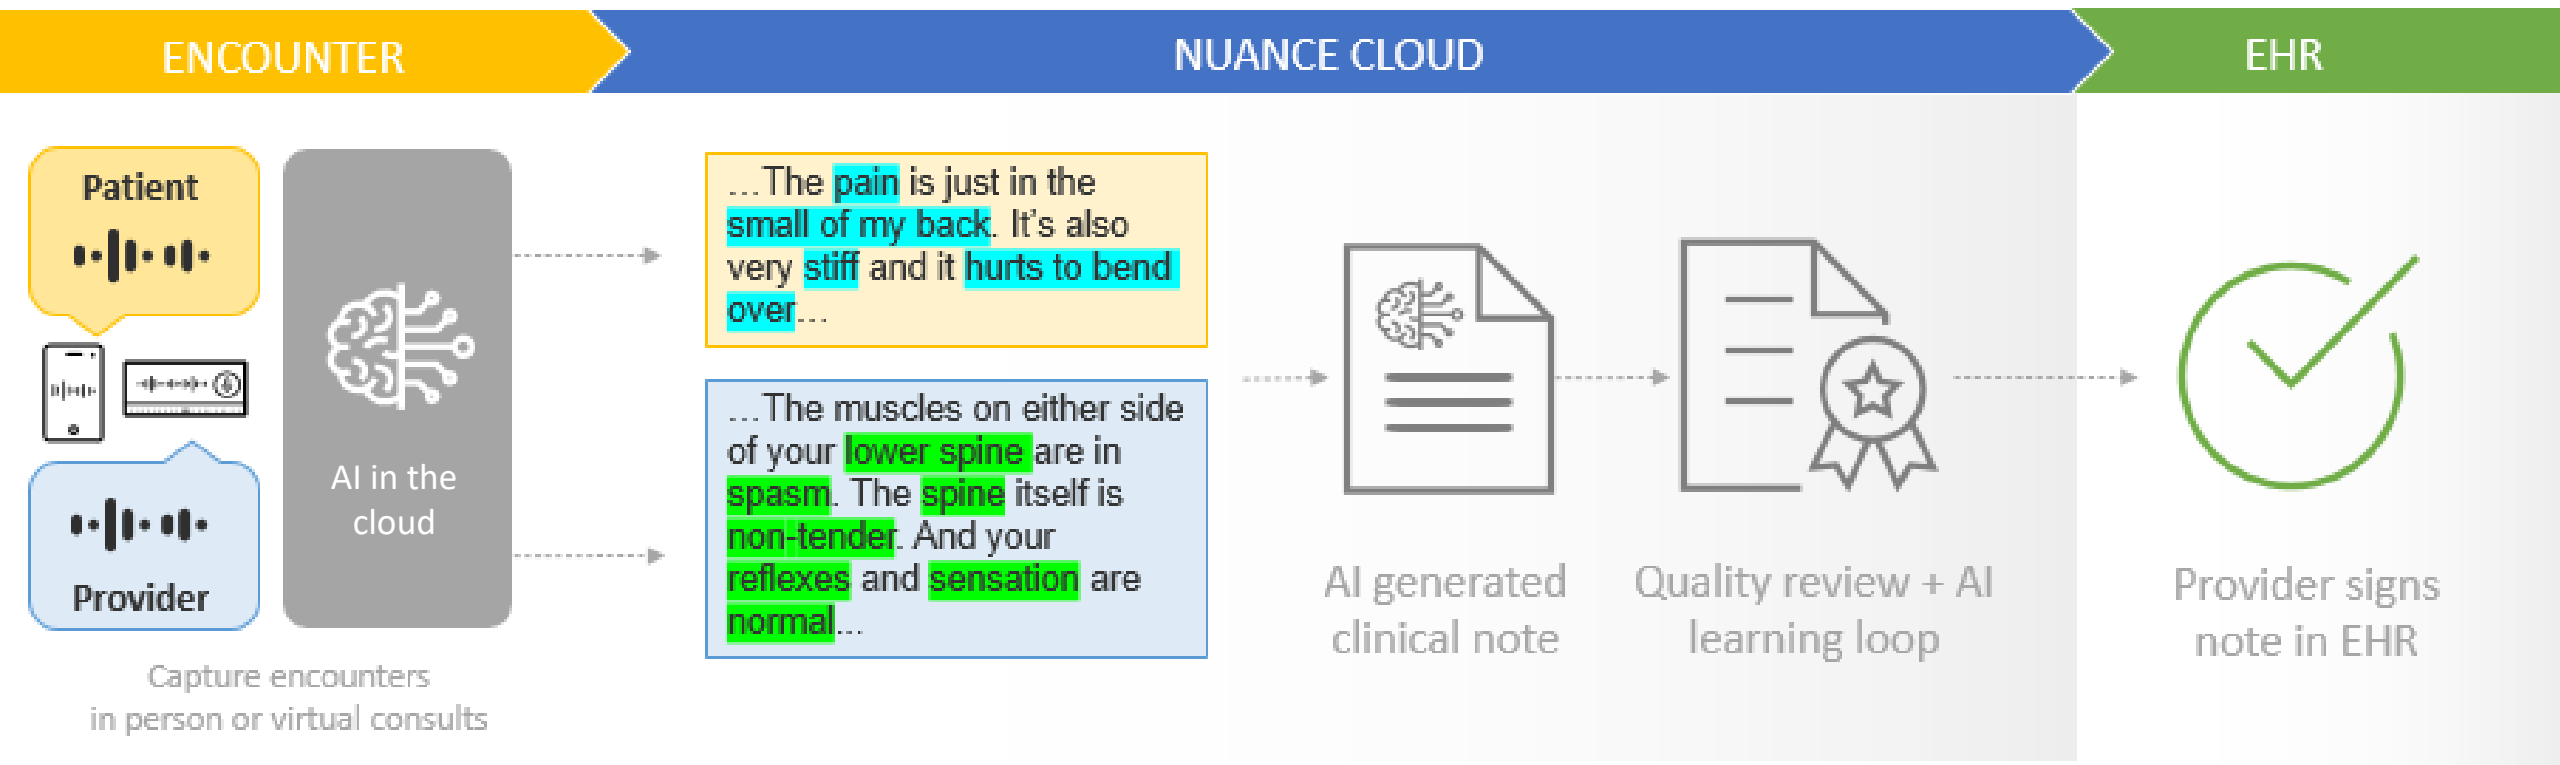 ENCOUNTER
NUANCE CLOUD
EHR
Patient
Provider
AI in the
cloud
Capture encounters
in person or virtual consults
...The pain is just in the
small of my back. It's also
very stiff and it hurts to bend
over...
...The muscles on either side
of your lower spine are in
spasm. The spine itself is
non-tender. And your
reflexes and sensation are
normal...
AI generated
clinical note
Quality review + AI
learning loop
Provider signs
note in EHR